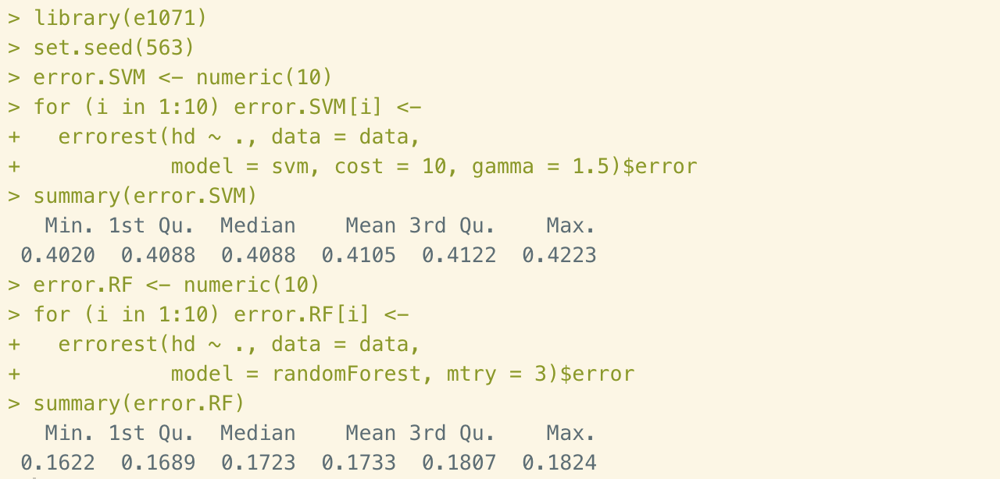 > library(e1071)
> set.seed(563)
> error.SVM <- numeric(10)
> for (i in 1:10) error.SVM[i] <-
+   errorest(hd ~ ., data = data,
+            model = svm, cost = 10, gamma = 1.5)$error
> summary(error.SVM)
   Min. 1st Qu.  Median    Mean 3rd Qu.    Max.
 0.4020  0.4088  0.4088  0.4105  0.4122  0.4223
> error.RF <- numeric(10)
> for (i in 1:10) error.RF[i] <-
+   errorest(hd ~ ., data = data,
+            model = randomForest, mtry = 3)$error
> summary(error.RF)
   Min. 1st Qu.  Median    Mean 3rd Qu.    Max.
 0.1622  0.1689  0.1723  0.1733  0.1807  0.1824